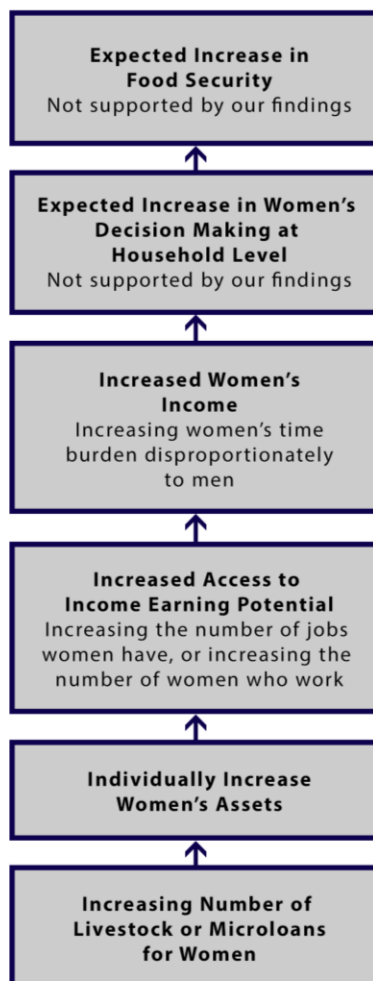 Expected Increase in
Food Security
Not supported by our findings
Expected Increase in Women's
Decision Making at
Household Level
Not supported by our findings
Increased Women's
Income
Increasing women's time
burden disproportionately
to men
Increased Access to
Income Earning Potential
Increasing the number of jobs
women have, or increasing the
number of women who work
Individually Increase
Women's Assets
Increasing Number of
Livestock or Microloans
for Women